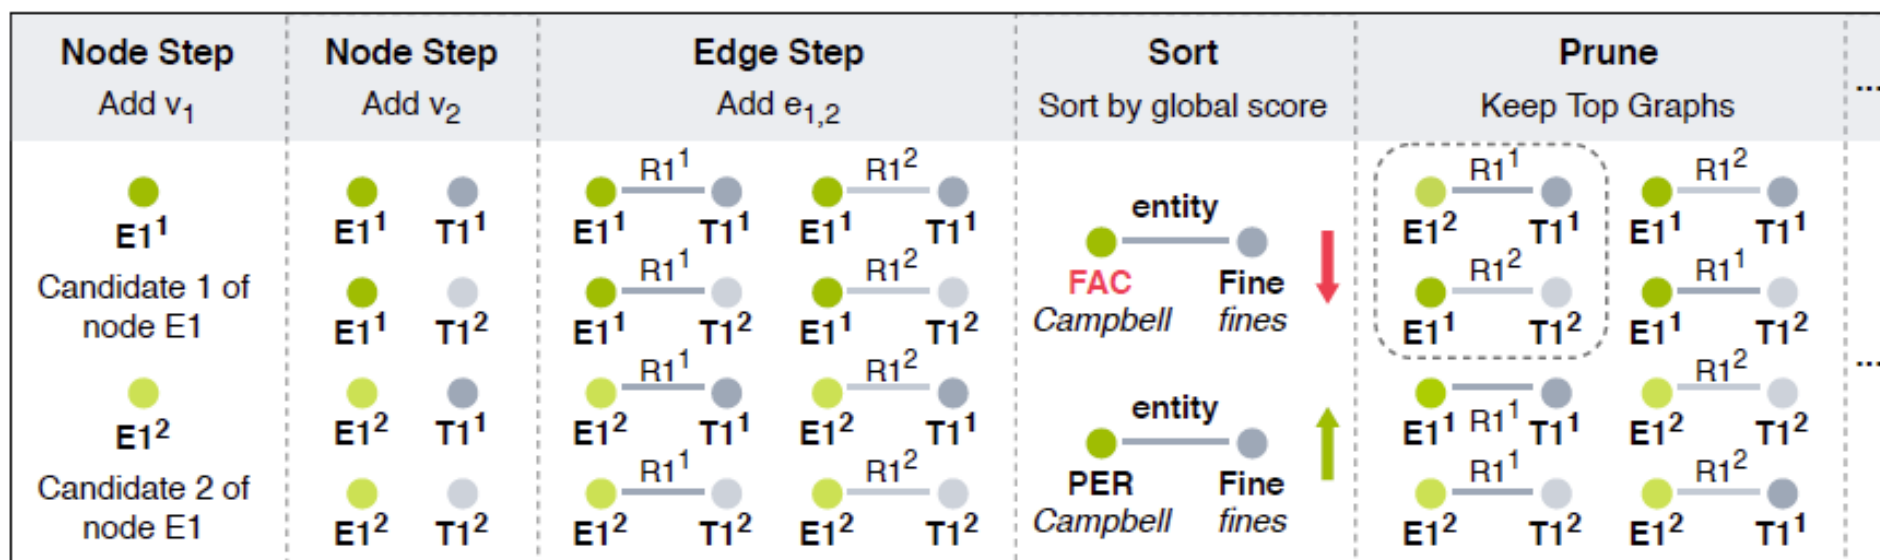 Node Step
Add v1
Node Step
Add v2
Edge Step
Add e1,2
Sort
Sort by global score
Prune
Keep Top Graphs
...
E1¹
Candidate 1 of
node E1
E1²
Candidate 2 of
node E1
E1¹ T1¹
E1¹ T1²
E1² T1¹
E1² T1²
R1¹ R1²
E1¹ T1¹ E1¹ T1¹
R1¹ R1²
E1¹ T1² E1¹ T1²
R1¹ R1²
E1² T1¹ E1² T1¹
R1¹ R1²
E1² T1² E1² T1²
entity
FAC Fine
Campbell fines
entity
PER Fine
Campbell fines
R1¹ R1²
E1² T1¹ E1¹ T1¹
R1² R1¹
E1¹ T1² E1¹ T1²
R1²
E1¹ R1¹ T1¹ E1² T1²
R1¹ R1²
E1² T1² E1² T1¹
...